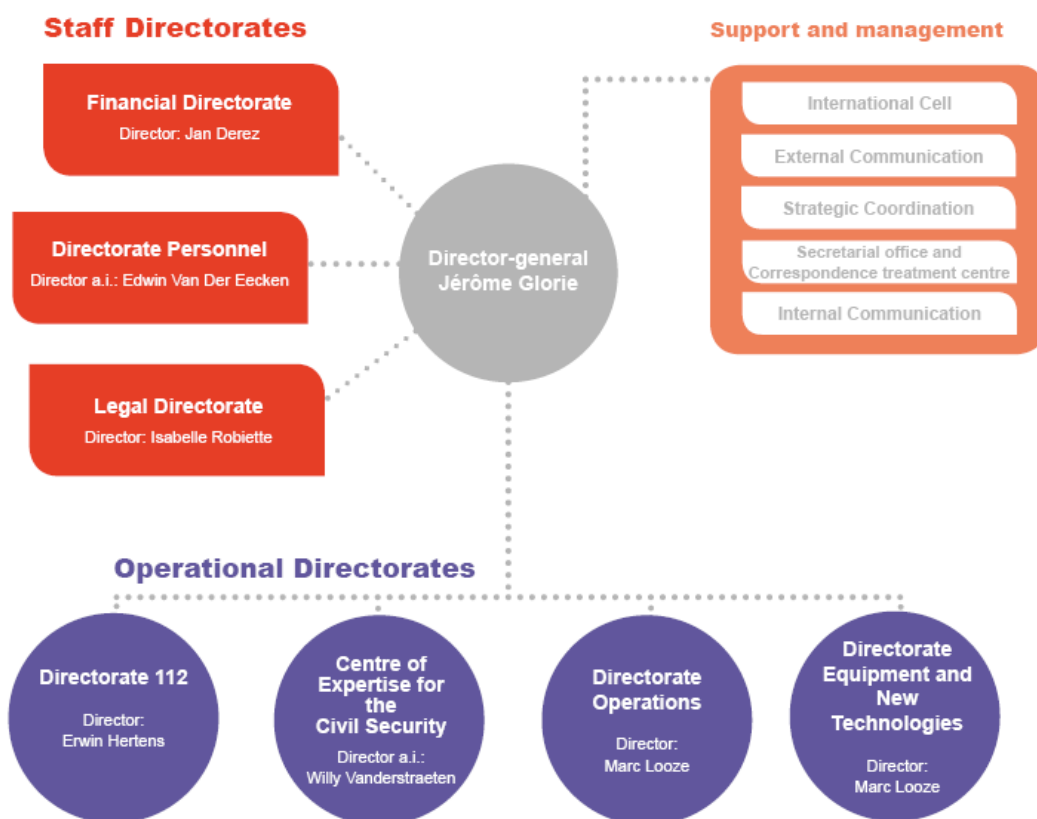 Staff Directorates
Financial Directorate
Director: Jan Derez
Directorate Personnel
Director a.i.: Edwin Van Der Eecken
Legal Directorate
Director: Isabelle Robiette
Director-general
Jérôme Glorie
Support and management
International Cell
External Communication
Strategic Coordination
Secretarial office and
Correspondence treatment centre
Internal Communication
Operational Directorates
Directorate 112
Director:
Erwin Hertens
Centre of
Expertise for
the
Civil Security
Director a.i.:
Willy Vanderstraeten
Directorate
Operations
Director:
Marc Looze
Directorate
Equipment and
New
Technologies
Director:
Marc Looze